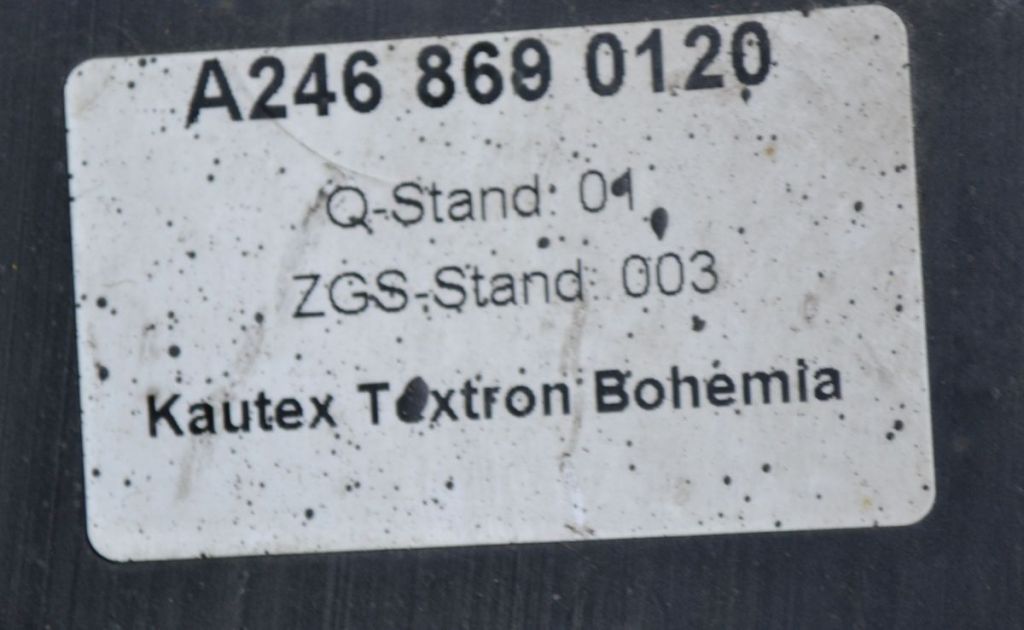 A246 869 0120
Q-Stand: 01
ZGS-Stand: 003
Kautex Textron Bohemia